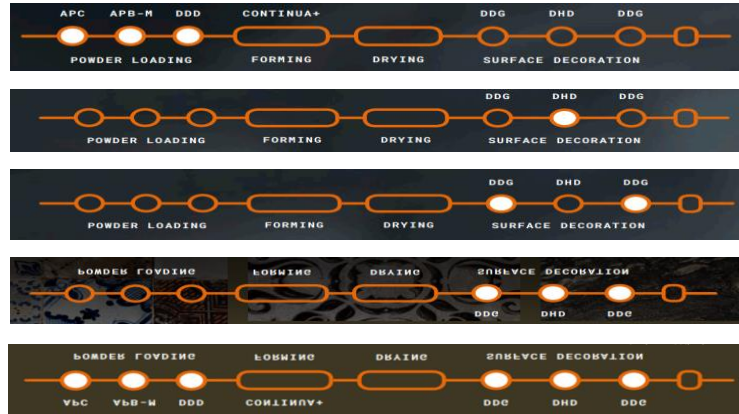 APC APB-M DDD CONTINUA+ DDG DHD DDG
POWDER LOADING FORMING DRYING SURFACE DECORATION
DDG DHD DDG
POWDER LOADING FORMING DRYING SURFACE DECORATION
DDG DHD DDG
POWDER LOADING FORMING DRYING SURFACE DECORATION
POWDER LOADING FORMING DRYING SURFACE DECORATION
DDG DHD DDG
POWDER LOADING FORMING DRYING SURFACE DECORATION
APC APB-M DDD CONTINUA+ DDG DHD DDG